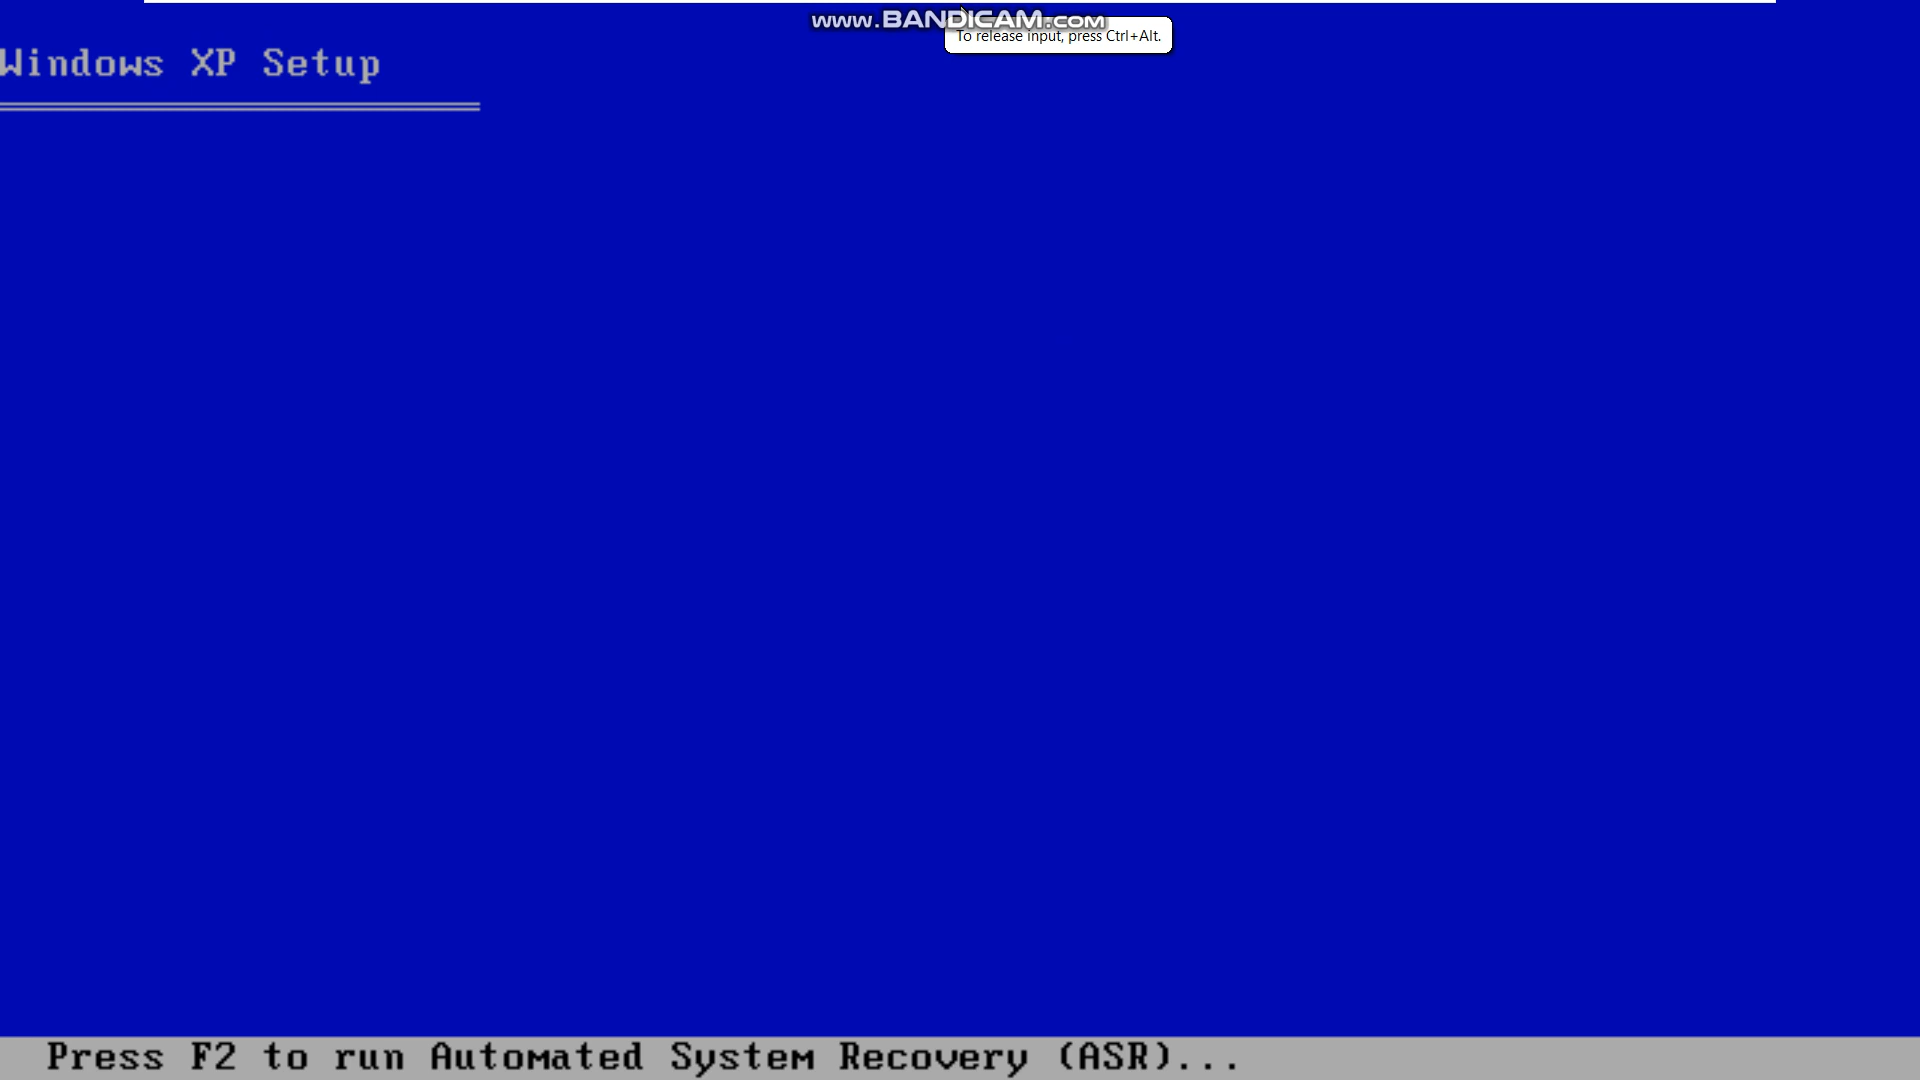 www.BANDICAM.com
To release input, press Ctrl+Alt.
Windows XP Setup
Press F2 to run Automated System Recovery (ASR)...